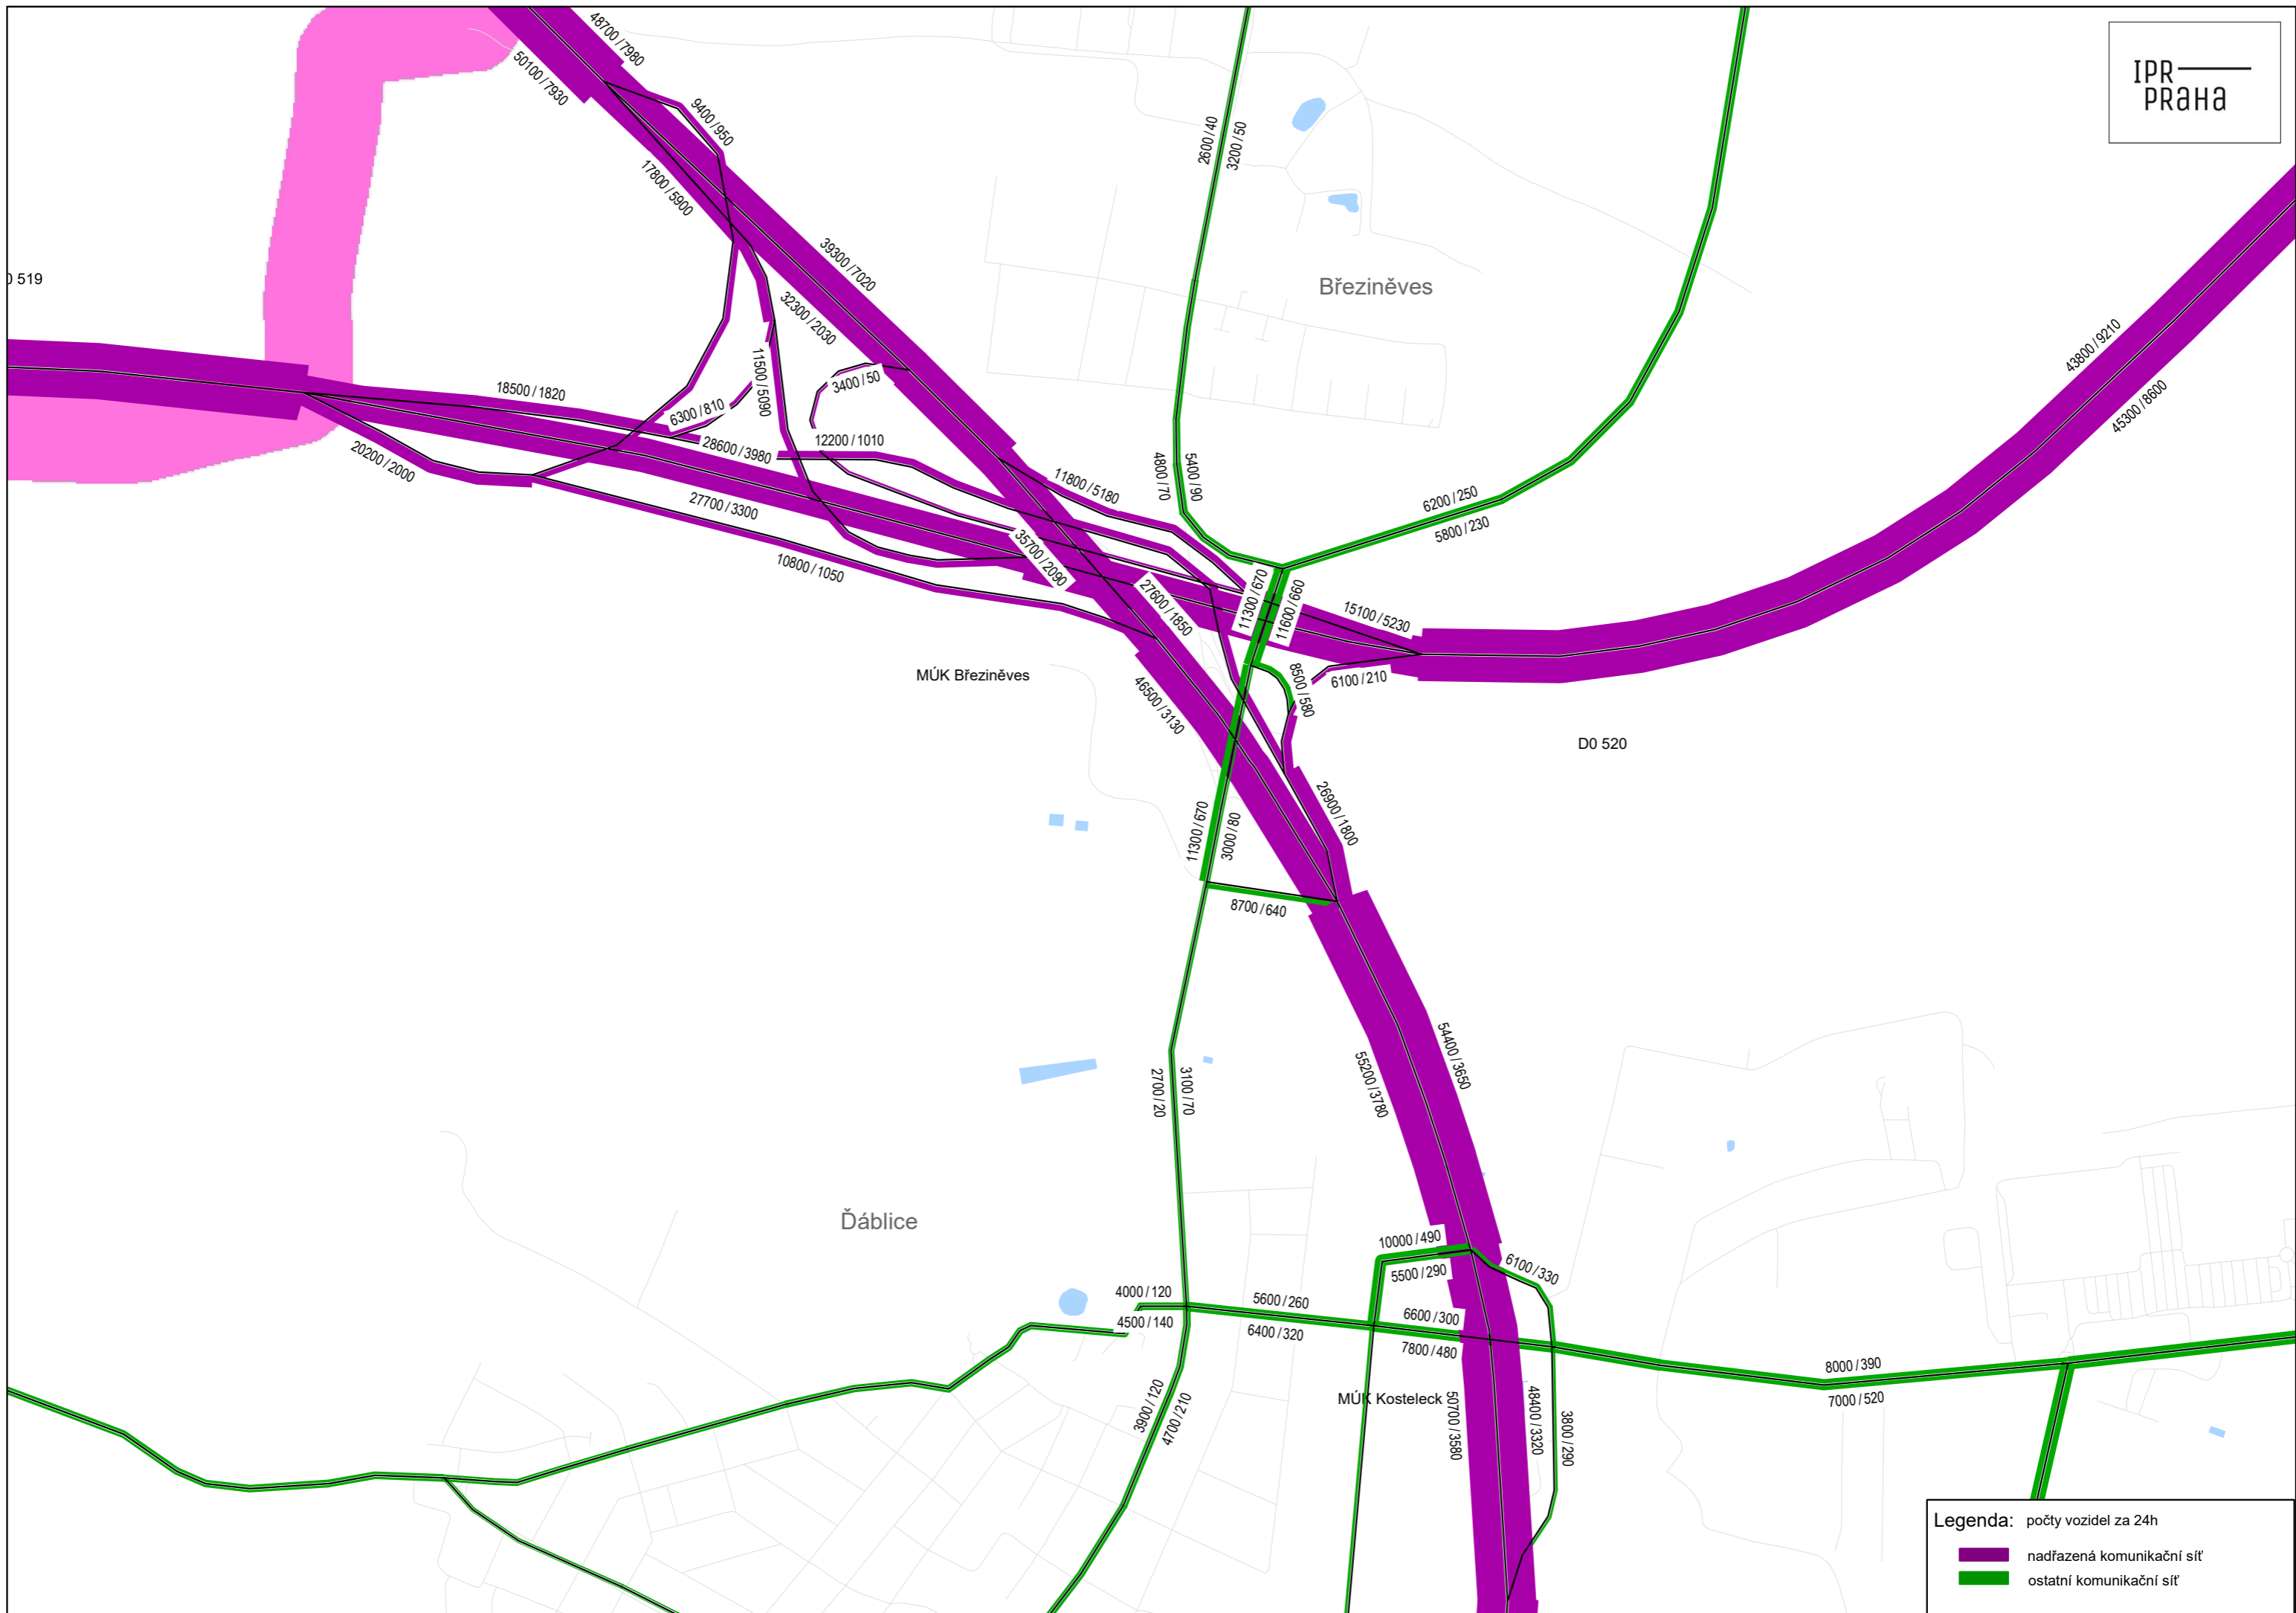 48700 / 7980
50100 / 7930
9400 / 950
17800 / 5900
2600 / 40
3200 / 50
IPR
PRAHA
39300 / 7020
32300 / 2030
Březiněves
519
11500 / 5090
3400 / 50
18500 / 1820
6300 / 810
28600 / 3980
12200 / 1010
20200 / 2000
27700 / 3300
10800 / 1050
11800 / 5180
4800 / 70
5400 / 90
6200 / 250
5800 / 230
43800 / 9210
45300 / 8600
35700 / 2090
27600 / 1850
11300 / 670
11600 / 660
15100 / 5230
6100 / 210
8500 / 580
MÚK Březiněves
46500 / 3130
D0 520
26900 / 1800
11300 / 670
3000 / 80
8700 / 640
54400 / 3650
55200 / 3780
2700 / 20
3100 / 70
Ďáblice
10000 / 490
5500 / 290
6100 / 330
4000 / 120
4500 / 140
5600 / 260
6400 / 320
6600 / 300
7800 / 480
8000 / 390
7000 / 520
MÚK Kosteleck
50700 / 3580
48400 / 3320
3800 / 290
3900 / 120
4700 / 210
Legenda: počty vozidel za 24h
nadřazená komunikační síť
ostatní komunikační síť